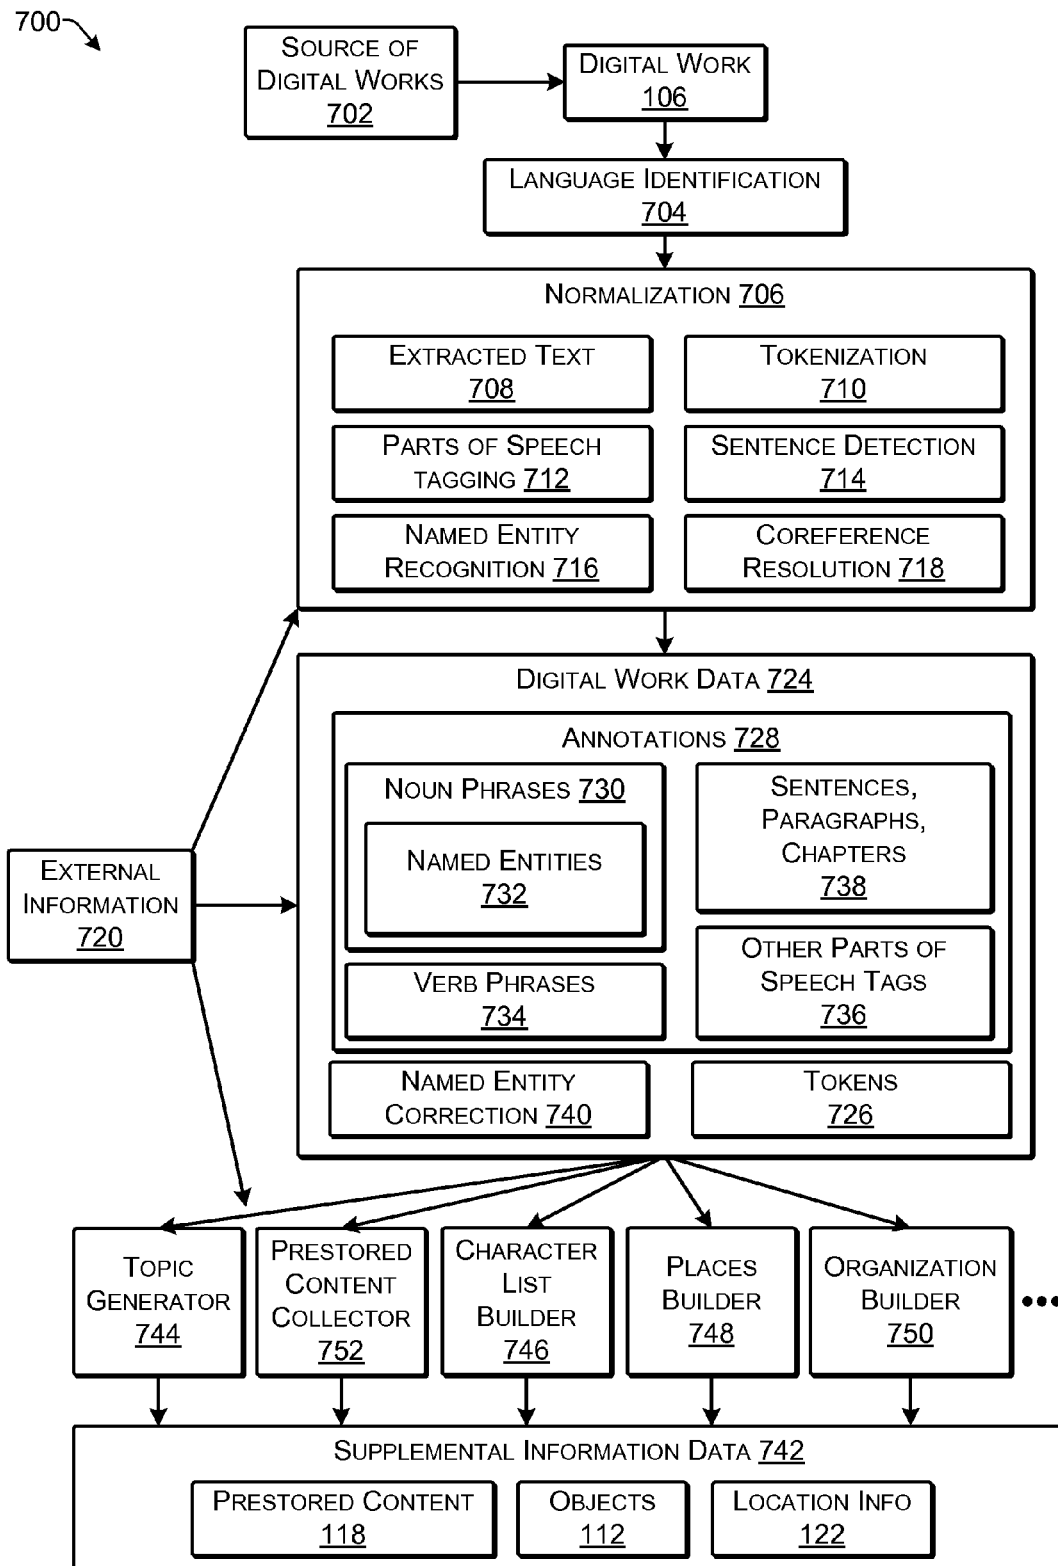 700
SOURCE OF
DIGITAL WORKS
702
DIGITAL WORK
106
LANGUAGE IDENTIFICATION
704
NORMALIZATION 706
EXTRACTED TEXT
708
TOKENIZATION
710
PARTS OF SPEECH
TAGGING 712
SENTENCE DETECTION
714
NAMED ENTITY
RECOGNITION 716
COREFERENCE
RESOLUTION 718
DIGITAL WORK DATA 724
ANNOTATIONS 728
NOUN PHRASES 730
NAMED ENTITIES
732
SENTENCES,
PARAGRAPHS,
CHAPTERS
738
EXTERNAL
INFORMATION
720
VERB PHRASES
734
OTHER PARTS OF
SPEECH TAGS
736
NAMED ENTITY
CORRECTION 740
TOKENS
726
TOPIC
GENERATOR
744
PRESTORED
CONTENT
COLLECTOR
752
CHARACTER
LIST
BUILDER
746
PLACES
BUILDER
748
ORGANIZATION
BUILDER
750
•••
SUPPLEMENTAL INFORMATION DATA 742
PRESTORED CONTENT
118
OBJECTS
112
LOCATION INFO
122